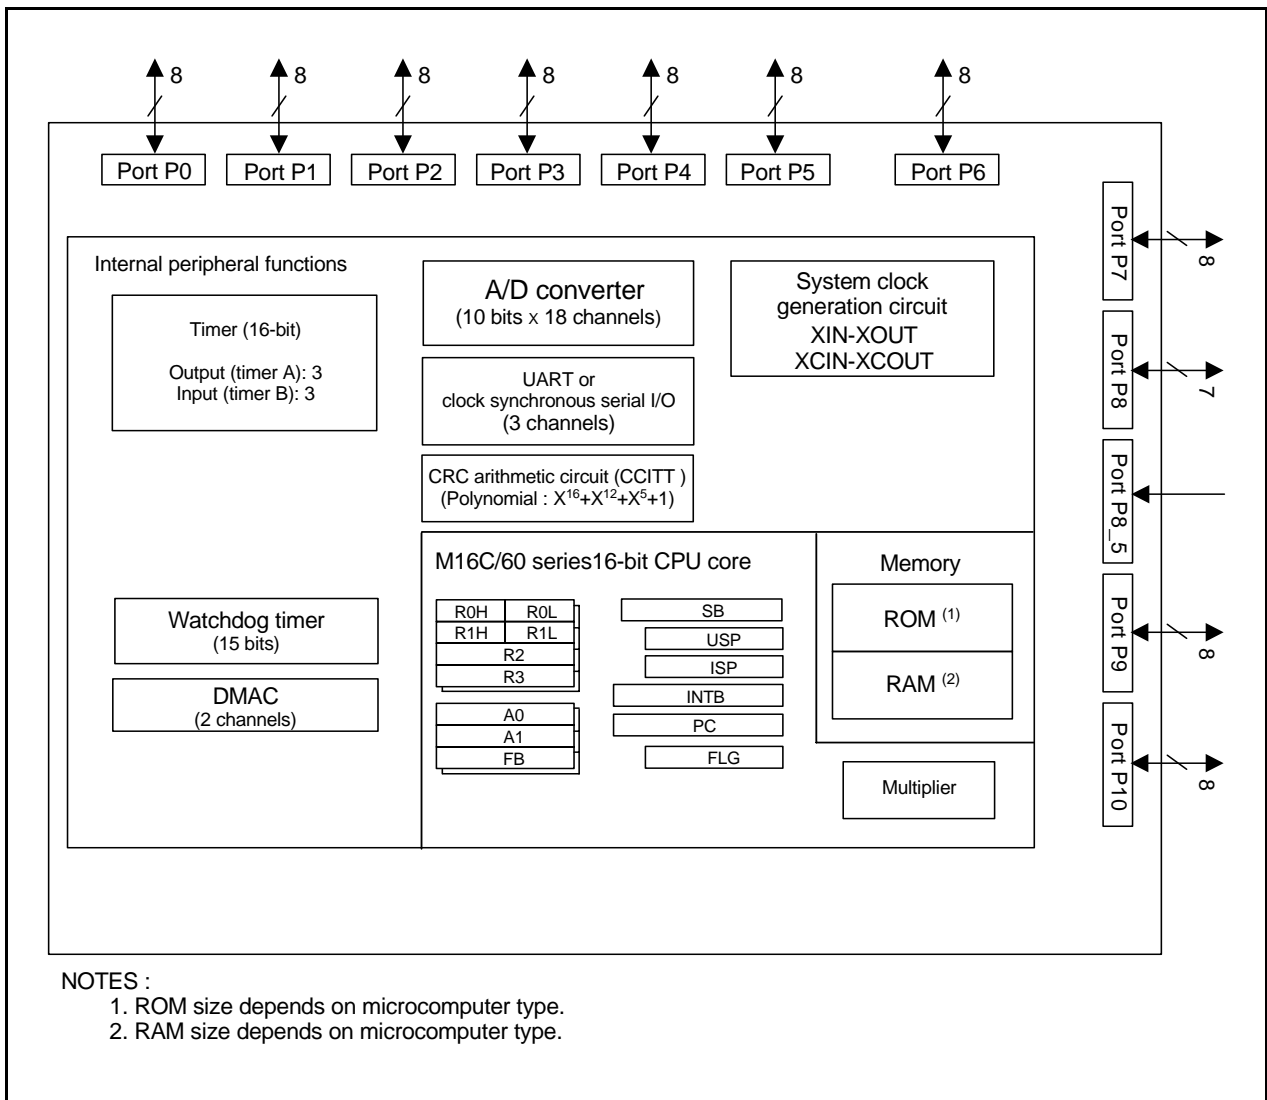 8 8 8 8 8 8 8
Port P0 Port P1 Port P2 Port P3 Port P4 Port P5 Port P6
Port P7
8
Port P8
7
Port P8_5
Port P9
8
Port P10
8
Internal peripheral functions
Timer (16-bit)
Output (timer A): 3
Input (timer B): 3
A/D converter
(10 bits x 18 channels)
System clock
generation circuit
XIN-XOUT
XCIN-XCOUT
UART or
clock synchronous serial I/O
(3 channels)
CRC arithmetic circuit (CCITT )
(Polynomial : X¹⁶+X¹²+X⁵+1)
Watchdog timer
(15 bits)
DMAC
(2 channels)
M16C/60 series16-bit CPU core
R0H R0L
R1H R1L
R2
R3
A0
A1
FB
SB
USP
ISP
INTB
PC
FLG
Memory
ROM (1)
RAM (2)
Multiplier
NOTES :
1. ROM size depends on microcomputer type.
2. RAM size depends on microcomputer type.